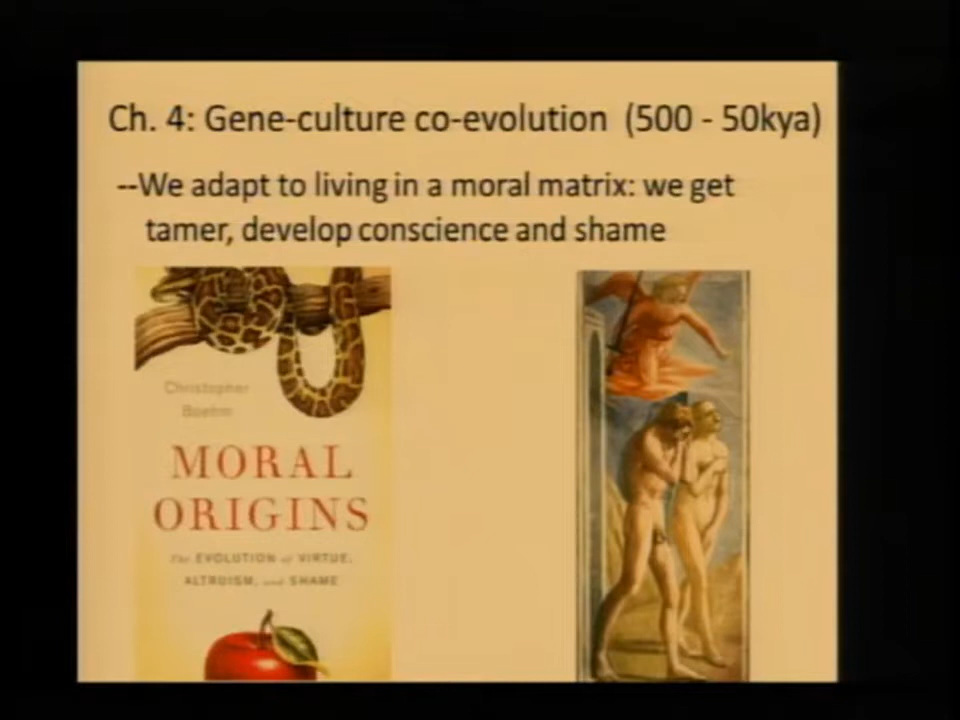 Ch. 4: Gene-culture co-evolution (500 - 50kya)
--We adapt to living in a moral matrix: we get
tamer, develop conscience and shame
Christopher
Boehm
MORAL
ORIGINS
The EVOLUTION of VIRTUE,
ALTRUISM, and SHAME